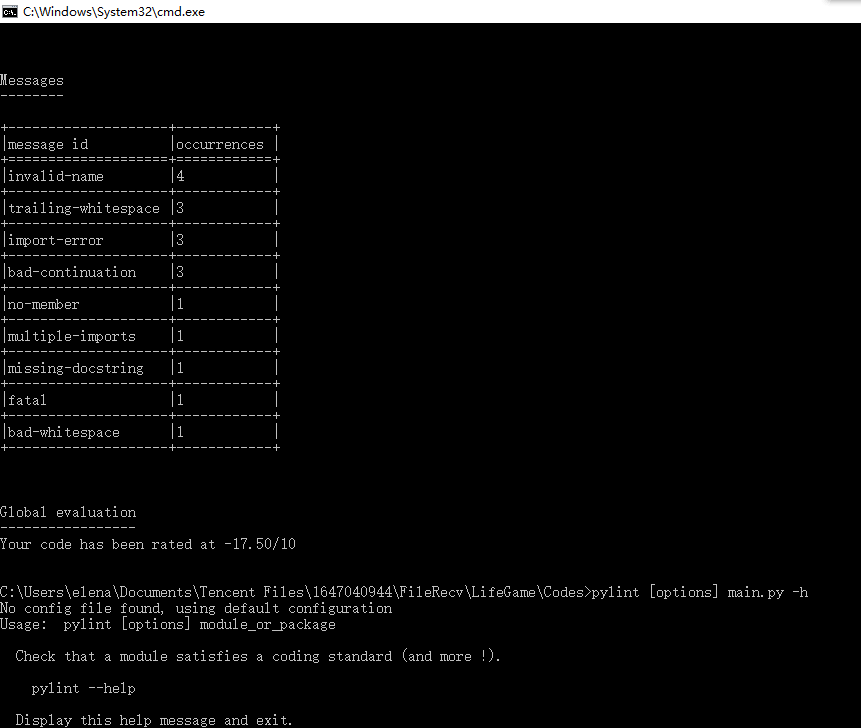 C:\Windows\System32\cmd.exe
Messages
--------
+--------------------+------------+
|message id          |occurrences |
+====================+============+
|invalid-name        |4           |
+--------------------+------------+
|trailing-whitespace |3           |
+--------------------+------------+
|import-error        |3           |
+--------------------+------------+
|bad-continuation    |3           |
+--------------------+------------+
|no-member           |1           |
+--------------------+------------+
|multiple-imports    |1           |
+--------------------+------------+
|missing-docstring   |1           |
+--------------------+------------+
|fatal               |1           |
+--------------------+------------+
|bad-whitespace      |1           |
+--------------------+------------+
Global evaluation
-----------------
Your code has been rated at -17.50/10
C:\Users\elena\Documents\Tencent Files\1647040944\FileRecv\LifeGame\Codes>pylint [options] main.py -h
No config file found, using default configuration
Usage:  pylint [options] module_or_package
Check that a module satisfies a coding standard (and more !).
pylint --help
Display this help message and exit.